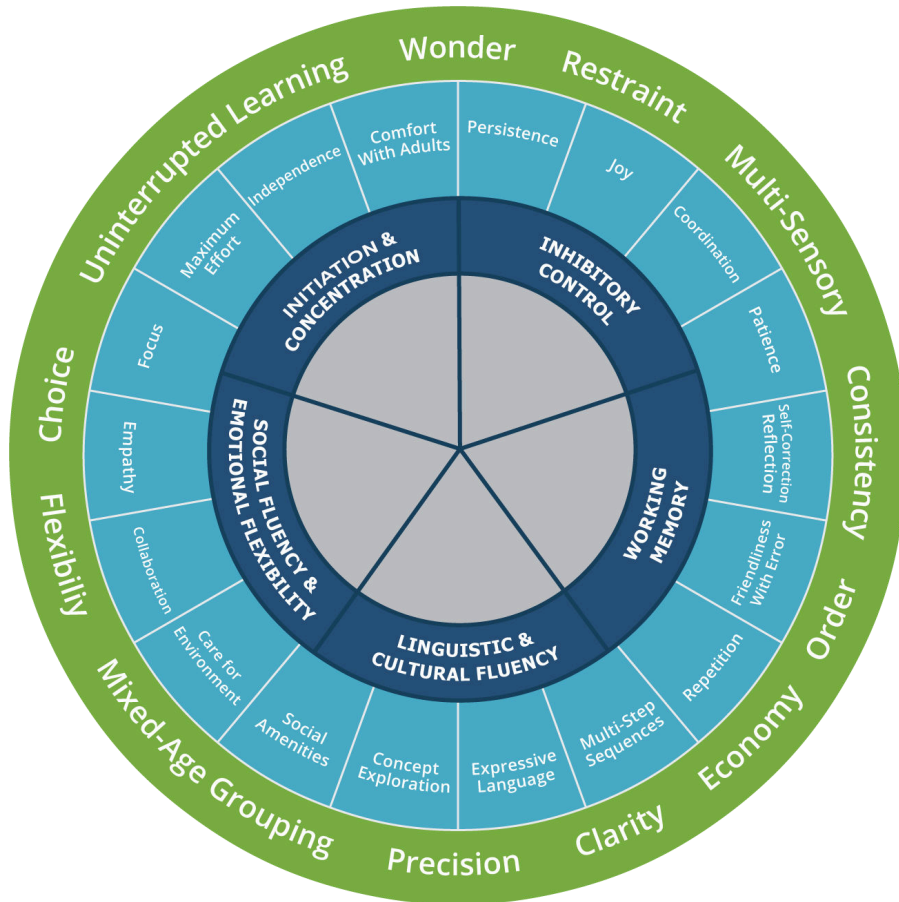 Wonder
Restraint
Multi-Sensory
Consistency
Order
Economy
Clarity
Precision
Mixed-Age Grouping
Flexibiliy
Choice
Uninterrupted Learning
Persistence
Joy
Coordination
Patience
Self-Correction
Reflection
Friendliness
With Error
Repetition
Multi-Step
Sequences
Expressive
Language
Concept
Exploration
Social
Amenities
Care for
Environment
Collaboration
Empathy
Focus
Maximum
Effort
Independence
Comfort
With Adults
INHIBITORY
CONTROL
WORKING
MEMORY
LINGUISTIC &
CULTURAL FLUENCY
SOCIAL FLUENCY &
EMOTIONAL FLEXIBILITY
INITIATION &
CONCENTRATION